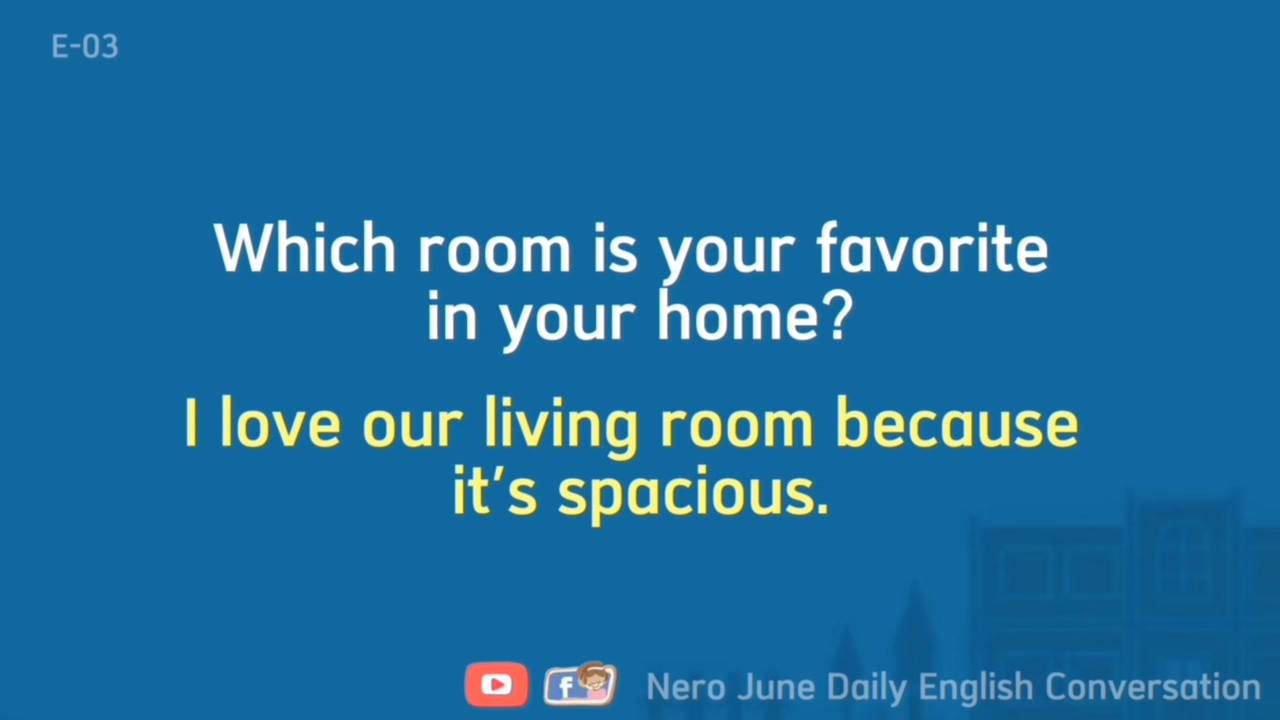 E-03
Which room is your favorite
in your home?
I love our living room because
it's spacious.
f
Nero June Daily English Conversation